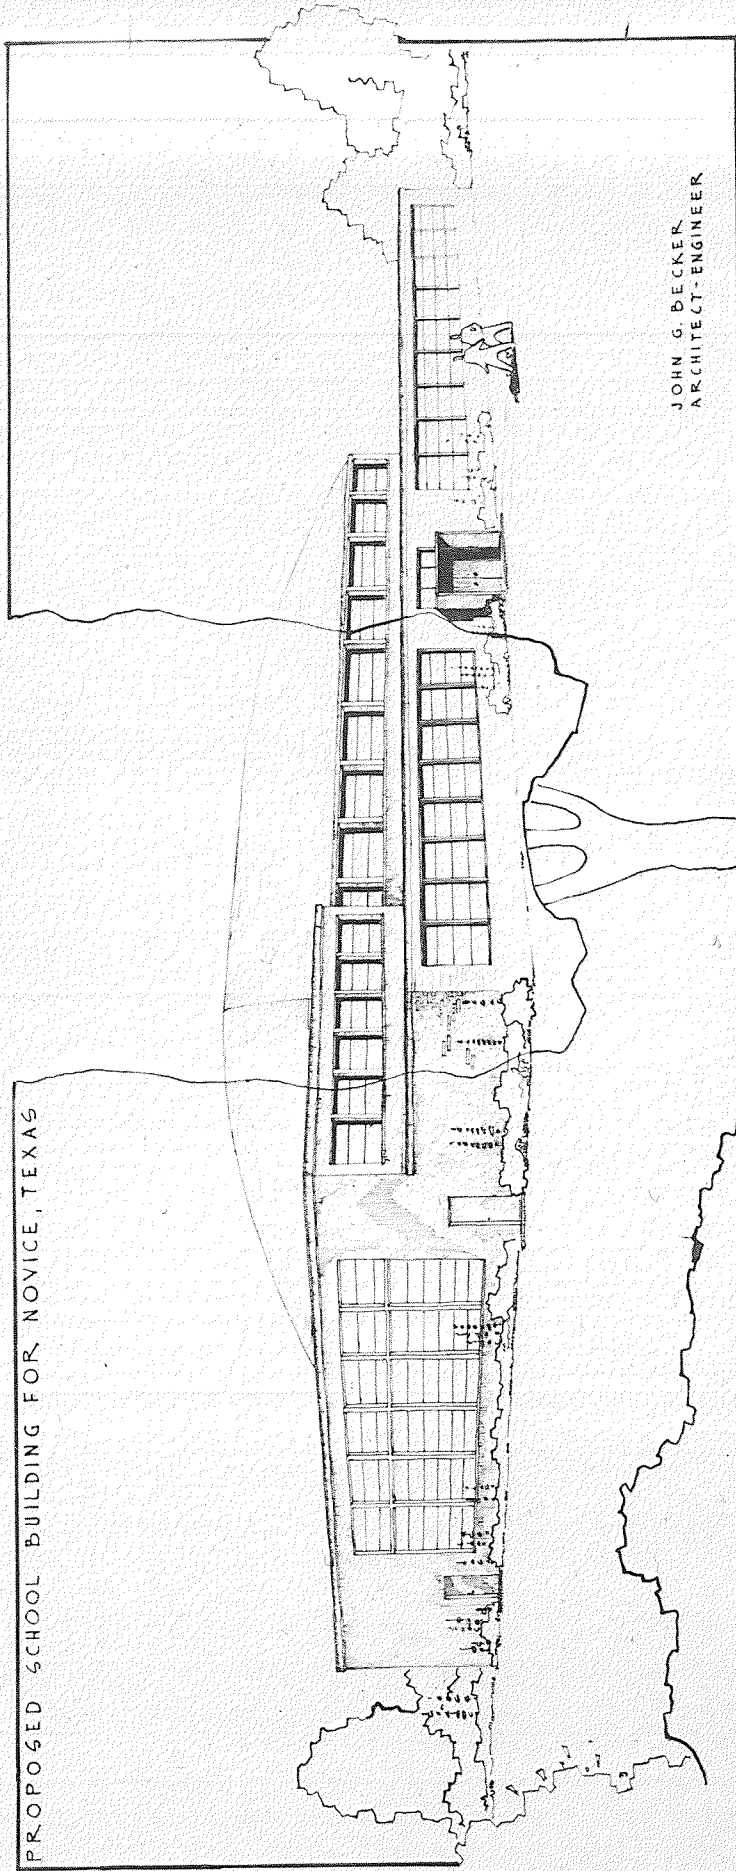 PROPOSED SCHOOL BUILDING FOR NOVICE, TEXAS
JOHN G. BECKER
ARCHITECT-ENGINEER